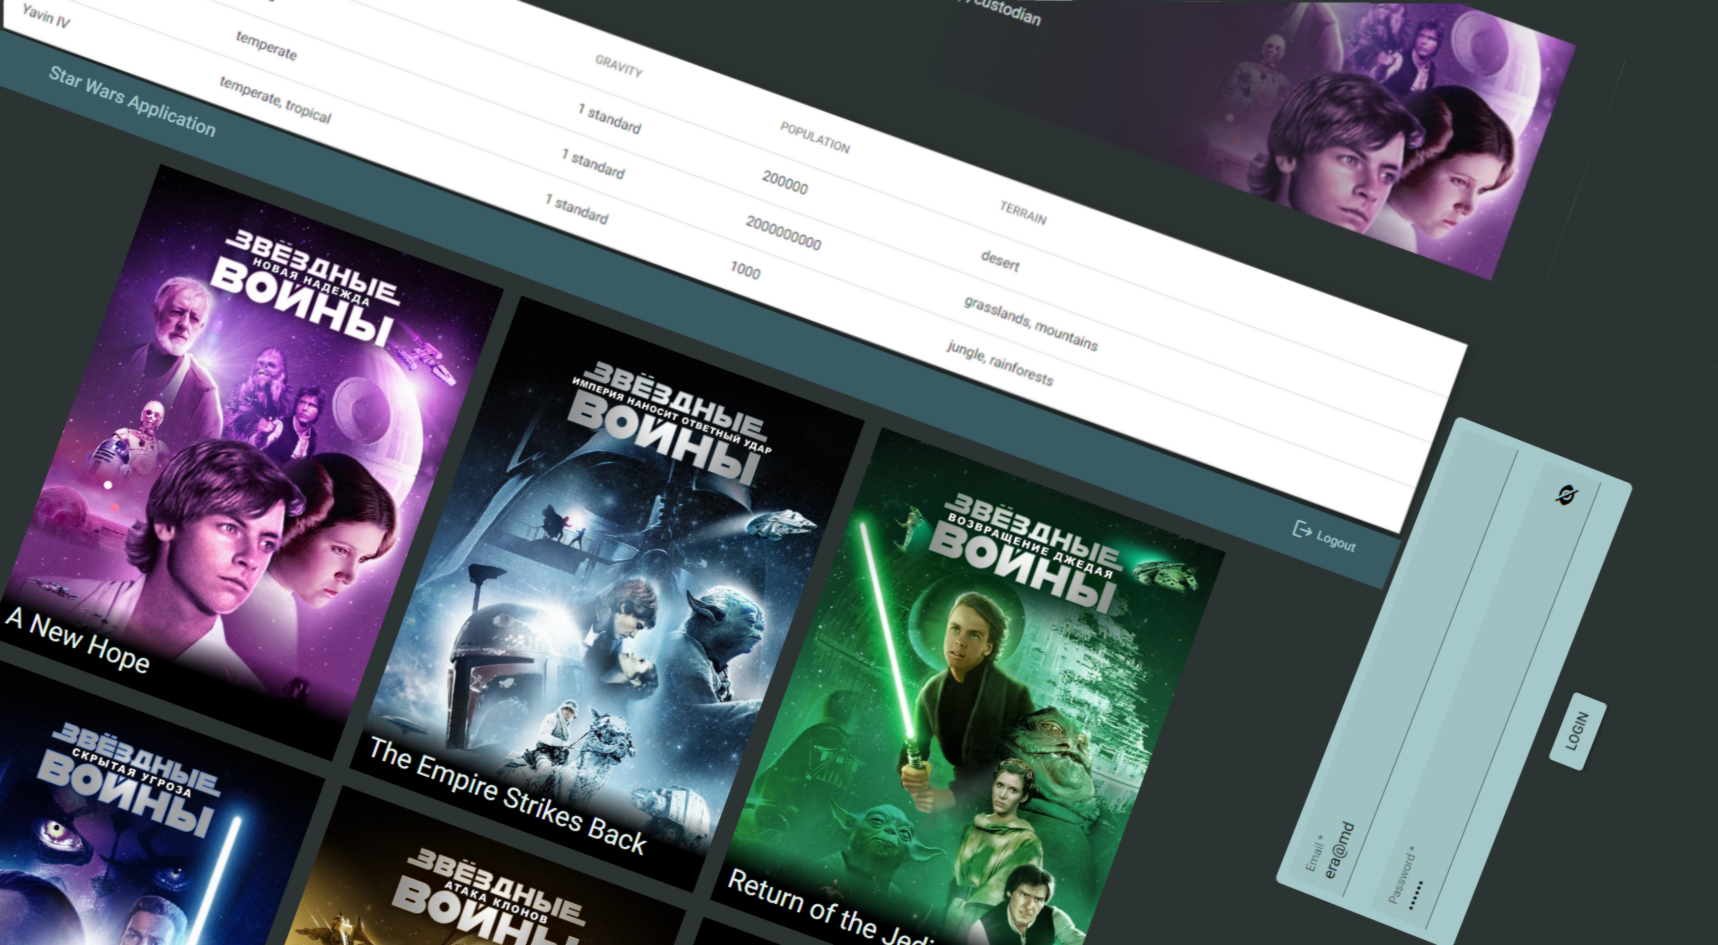 custodian
GRAVITY
POPULATION
TERRAIN
temperate
1 standard
200000
desert
Yavin IV
temperate, tropical
1 standard
2000000000
grasslands, mountains
1 standard
1000
jungle, rainforests
Star Wars Application
Logout
ЗВЁЗДНЫЕ
НОВАЯ НАДЕЖДА
ВОЙНЫ
A New Hope
ЗВЁЗДНЫЕ
ИМПЕРИЯ НАНОСИТ ОТВЕТНЫЙ УДАР
ВОЙНЫ
The Empire Strikes Back
ЗВЁЗДНЫЕ
ВОЗВРАЩЕНИЕ ДЖЕДАЯ
ВОЙНЫ
Return of the Jedi
ЗВЁЗДНЫЕ
СКРЫТАЯ УГРОЗА
ВОЙНЫ
ЗВЁЗДНЫЕ
АТАКА КЛОНОВ
ВОЙНЫ
Email *
era@md
Password *
••••••
LOGIN